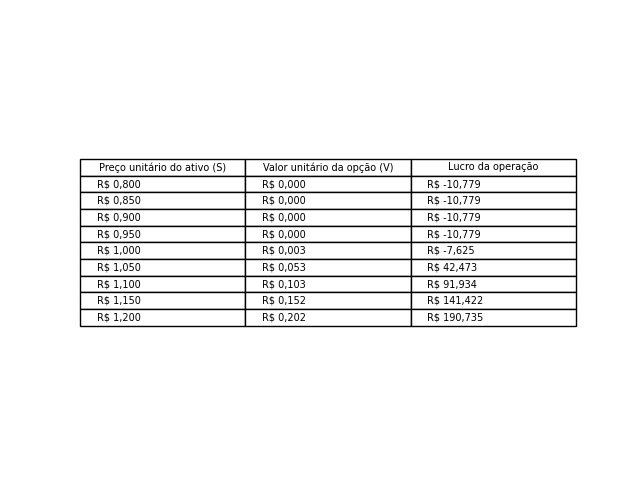 Preço unitário do ativo (S) Valor unitário da opção (V) Lucro da operação
R$ 0,800 R$ 0,000 R$ -10,779
R$ 0,850 R$ 0,000 R$ -10,779
R$ 0,900 R$ 0,000 R$ -10,779
R$ 0,950 R$ 0,000 R$ -10,779
R$ 1,000 R$ 0,003 R$ -7,625
R$ 1,050 R$ 0,053 R$ 42,473
R$ 1,100 R$ 0,103 R$ 91,934
R$ 1,150 R$ 0,152 R$ 141,422
R$ 1,200 R$ 0,202 R$ 190,735